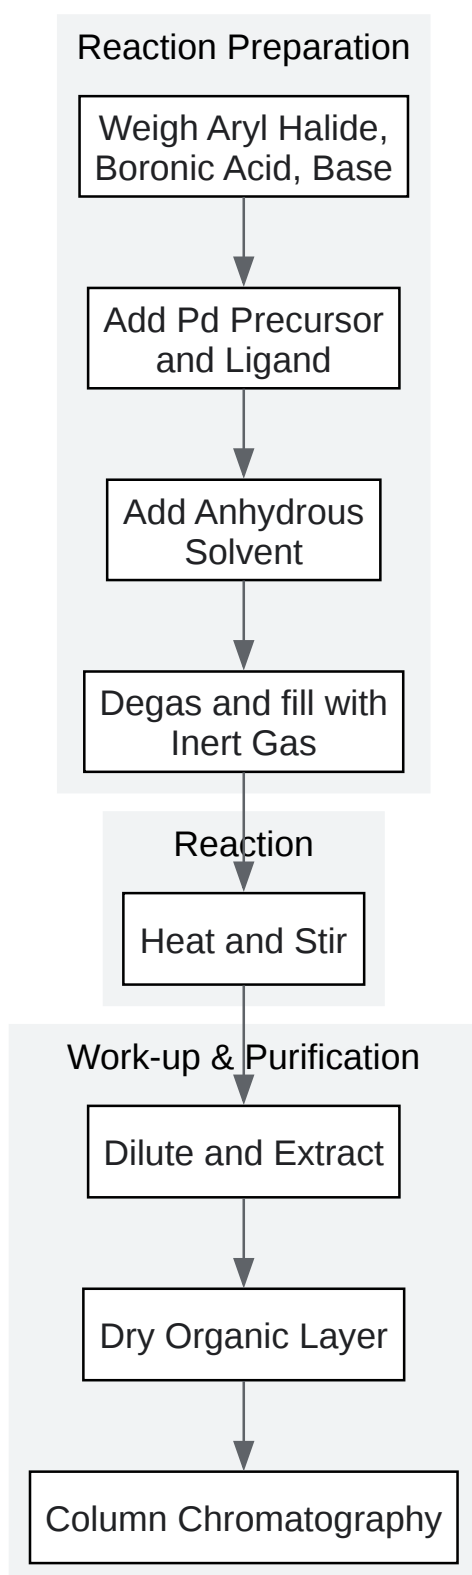 Reaction Preparation
Weigh Aryl Halide,
Boronic Acid, Base
Add Pd Precursor
and Ligand
Add Anhydrous
Solvent
Degas and fill with
Inert Gas
Reaction
Heat and Stir
Work-up & Purification
Dilute and Extract
Dry Organic Layer
Column Chromatography